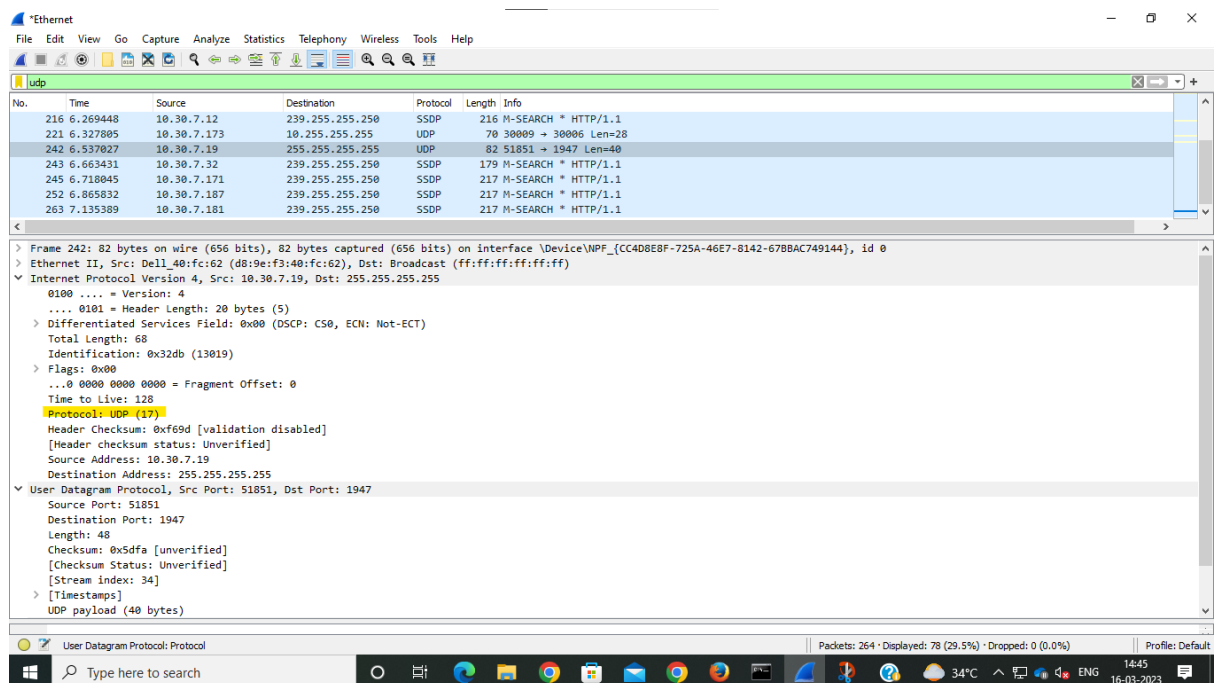 *Ethernet
File Edit View Go Capture Analyze Statistics Telephony Wireless Tools Help
udp
No. Time Source Destination Protocol Length Info
216 6.269448 10.30.7.12 239.255.255.250 SSDP 216 M-SEARCH * HTTP/1.1
221 6.327805 10.30.7.173 10.255.255.255 UDP 70 30009 → 30006 Len=28
242 6.537027 10.30.7.19 255.255.255.255 UDP 82 51851 → 1947 Len=40
243 6.663431 10.30.7.32 239.255.255.250 SSDP 179 M-SEARCH * HTTP/1.1
245 6.718045 10.30.7.171 239.255.255.250 SSDP 217 M-SEARCH * HTTP/1.1
252 6.865832 10.30.7.187 239.255.255.250 SSDP 217 M-SEARCH * HTTP/1.1
263 7.135389 10.30.7.181 239.255.255.250 SSDP 217 M-SEARCH * HTTP/1.1
Frame 242: 82 bytes on wire (656 bits), 82 bytes captured (656 bits) on interface \Device\NPF_{CC4D8E8F-725A-46E7-8142-67BBAC749144}, id 0
Ethernet II, Src: Dell_40:fc:62 (d8:9e:f3:40:fc:62), Dst: Broadcast (ff:ff:ff:ff:ff:ff)
Internet Protocol Version 4, Src: 10.30.7.19, Dst: 255.255.255.255
0100 .... = Version: 4
.... 0101 = Header Length: 20 bytes (5)
Differentiated Services Field: 0x00 (DSCP: CS0, ECN: Not-ECT)
Total Length: 68
Identification: 0x32db (13019)
Flags: 0x00
...0 0000 0000 0000 = Fragment Offset: 0
Time to Live: 128
Protocol: UDP (17)
Header Checksum: 0xf69d [validation disabled]
[Header checksum status: Unverified]
Source Address: 10.30.7.19
Destination Address: 255.255.255.255
User Datagram Protocol, Src Port: 51851, Dst Port: 1947
Source Port: 51851
Destination Port: 1947
Length: 48
Checksum: 0x5dfa [unverified]
[Checksum Status: Unverified]
[Stream index: 34]
[Timestamps]
UDP payload (40 bytes)
User Datagram Protocol: Protocol Packets: 264 · Displayed: 78 (29.5%) · Dropped: 0 (0.0%) Profile: Default
Type here to search 34°C ENG 14:45
16-03-2023